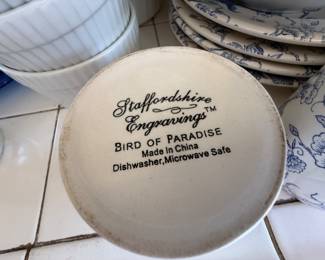 Staffordshire
Engravings™
BIRD OF PARADISE
Made In China
Dishwasher,Microwave Safe